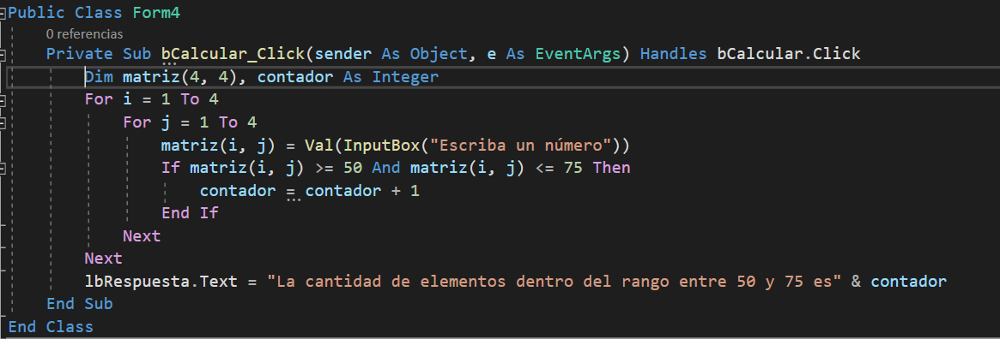 Public Class Form4
0 referencias
Private Sub bCalcular_Click(sender As Object, e As EventArgs) Handles bCalcular.Click
Dim matriz(4, 4), contador As Integer
For i = 1 To 4
For j = 1 To 4
matriz(i, j) = Val(InputBox("Escriba un número"))
If matriz(i, j) >= 50 And matriz(i, j) <= 75 Then
contador = contador + 1
End If
Next
Next
lbRespuesta.Text = "La cantidad de elementos dentro del rango entre 50 y 75 es" & contador
End Sub
End Class